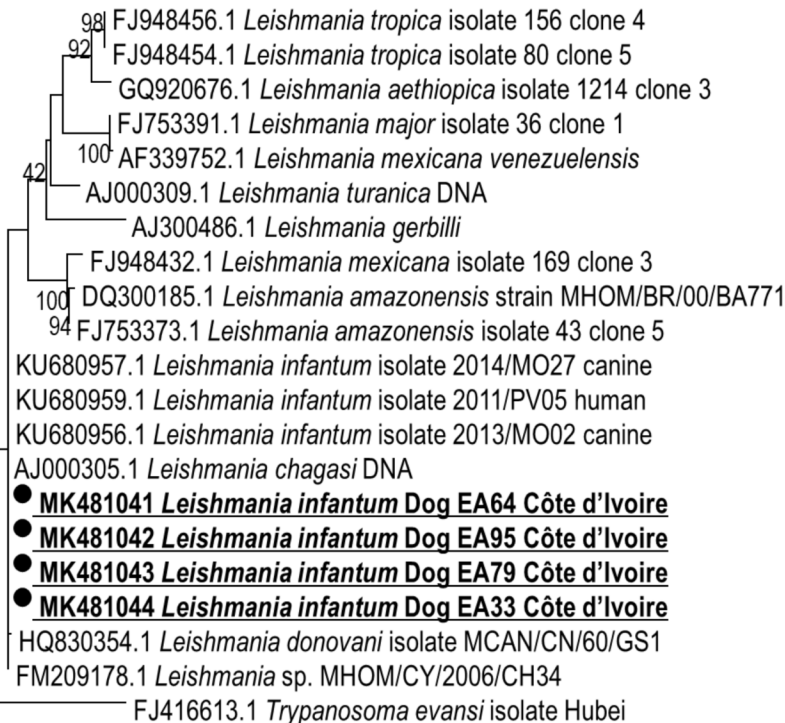 98 FJ948456.1 Leishmania tropica isolate 156 clone 4
92 FJ948454.1 Leishmania tropica isolate 80 clone 5
GQ920676.1 Leishmania aethiopica isolate 1214 clone 3
FJ753391.1 Leishmania major isolate 36 clone 1
100 AF339752.1 Leishmania mexicana venezuelensis
42 AJ000309.1 Leishmania turanica DNA
AJ300486.1 Leishmania gerbilli
FJ948432.1 Leishmania mexicana isolate 169 clone 3
100 DQ300185.1 Leishmania amazonensis strain MHOM/BR/00/BA771
94 FJ753373.1 Leishmania amazonensis isolate 43 clone 5
KU680957.1 Leishmania infantum isolate 2014/MO27 canine
KU680959.1 Leishmania infantum isolate 2011/PV05 human
KU680956.1 Leishmania infantum isolate 2013/MO02 canine
AJ000305.1 Leishmania chagasi DNA
MK481041 Leishmania infantum Dog EA64 Côte d’Ivoire
MK481042 Leishmania infantum Dog EA95 Côte d’Ivoire
MK481043 Leishmania infantum Dog EA79 Côte d’Ivoire
MK481044 Leishmania infantum Dog EA33 Côte d’Ivoire
HQ830354.1 Leishmania donovani isolate MCAN/CN/60/GS1
FM209178.1 Leishmania sp. MHOM/CY/2006/CH34
FJ416613.1 Trypanosoma evansi isolate Hubei